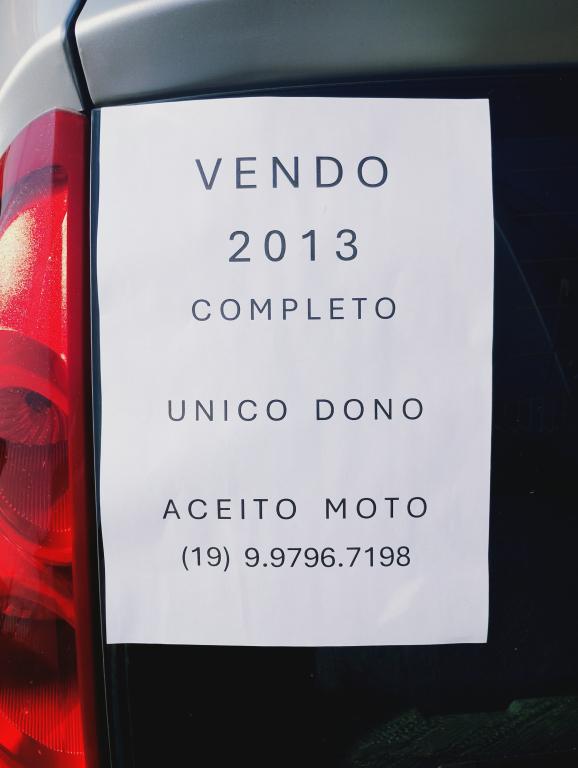 VENDO
2013
COMPLETO
UNICO DONO
ACEITO MOTO
(19) 9.9796.7198